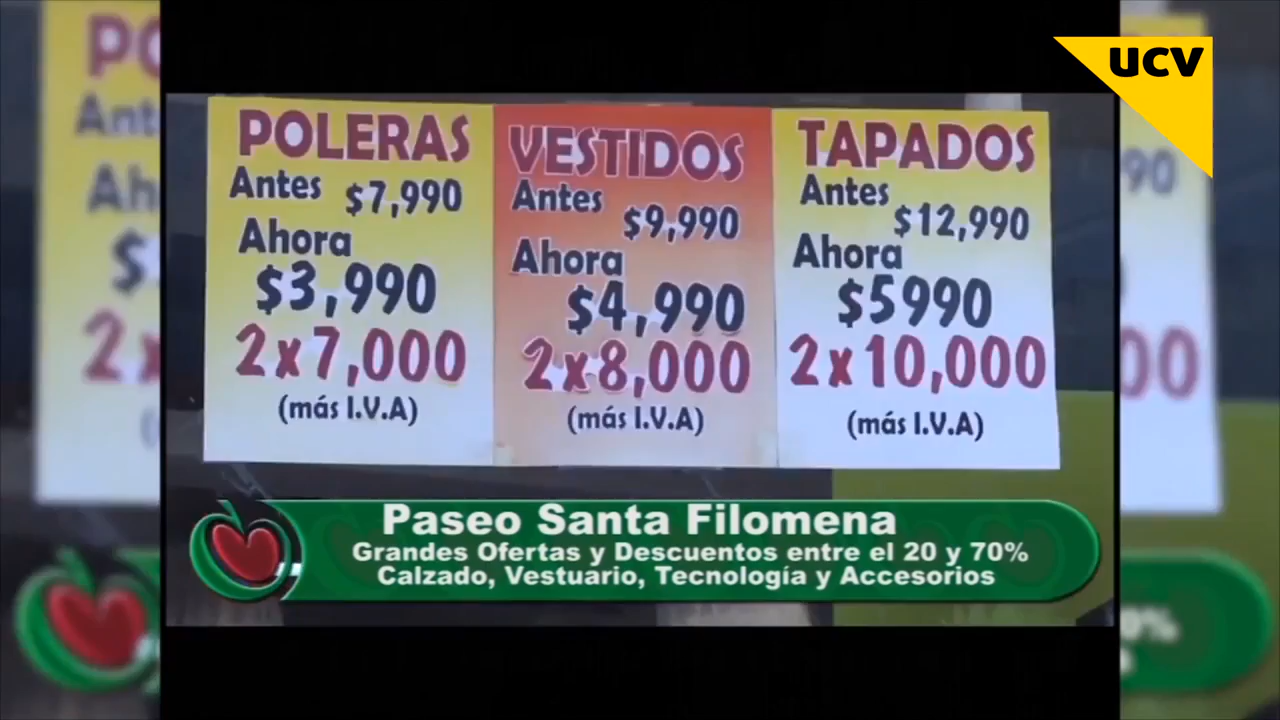 UCV
POLERAS
Antes $7,990
Ahora
$3,990
2x7,000
(más I.V.A)
VESTIDOS
Antes
$9,990
Ahora
$4,990
2x8,000
(más I.V.A)
TAPADOS
Antes
$12,990
Ahora
$5990
2x10,000
(más I.V.A)
Paseo Santa Filomena
Grandes Ofertas y Descuentos entre el 20 y 70%
Calzado, Vestuario, Tecnología y Accesorios